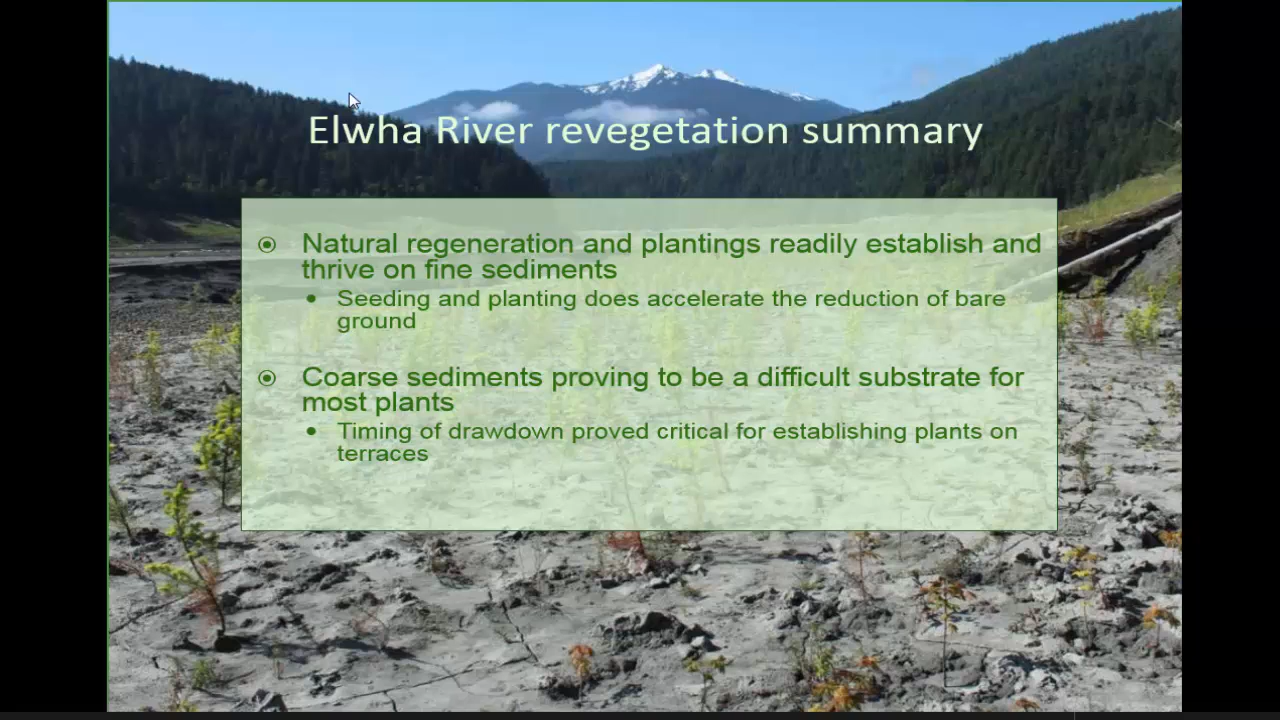 Elwha River revegetation summary
Natural regeneration and plantings readily establish and
thrive on fine sediments
Seeding and planting does accelerate the reduction of bare
ground
Coarse sediments proving to be a difficult substrate for
most plants
Timing of drawdown proved critical for establishing plants on
terraces